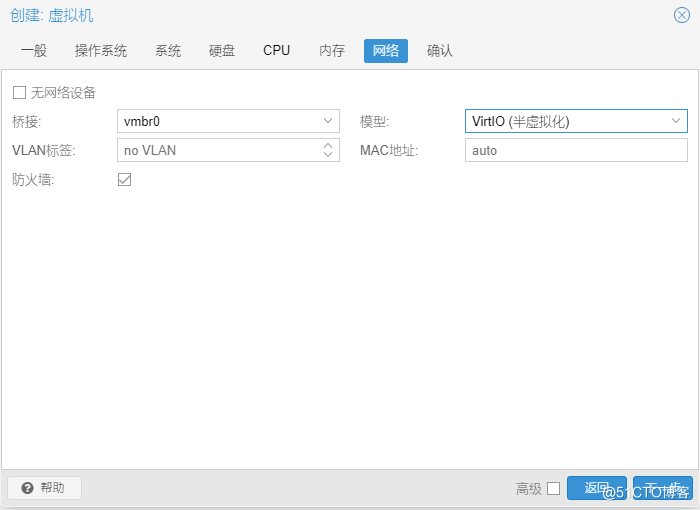 创建: 虚拟机
一般 操作系统 系统 硬盘 CPU 内存 网络 确认
无网络设备
桥接: vmbr0 模型: VirtIO (半虚拟化)
VLAN标签: no VLAN MAC地址: auto
防火墙:
帮助 高级 返回 下一步
@51CTO博客